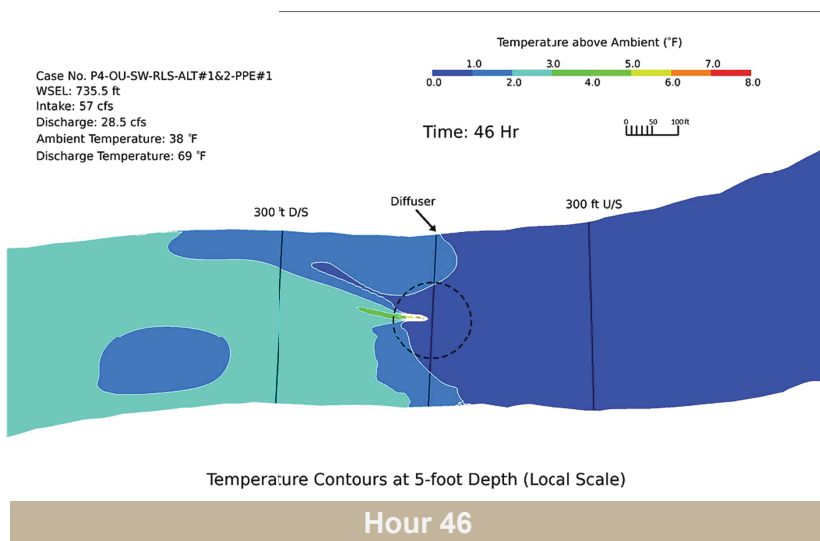 Temperature above Ambient (˚F)
1.0 3.0 5.0 7.0
0.0 2.0 4.0 6.0 8.0
Case No. P4-OU-SW-RLS-ALT#1&2-PPE#1
WSEL: 735.5 ft
Intake: 57 cfs
Discharge: 28.5 cfs
Ambient Temperature: 38 ˚F
Discharge Temperature: 69 ˚F
Time: 46 Hr
0 50 100 ft
300 ft D/S
Diffuser
300 ft U/S
Temperature Contours at 5-foot Depth (Local Scale)
Hour 46